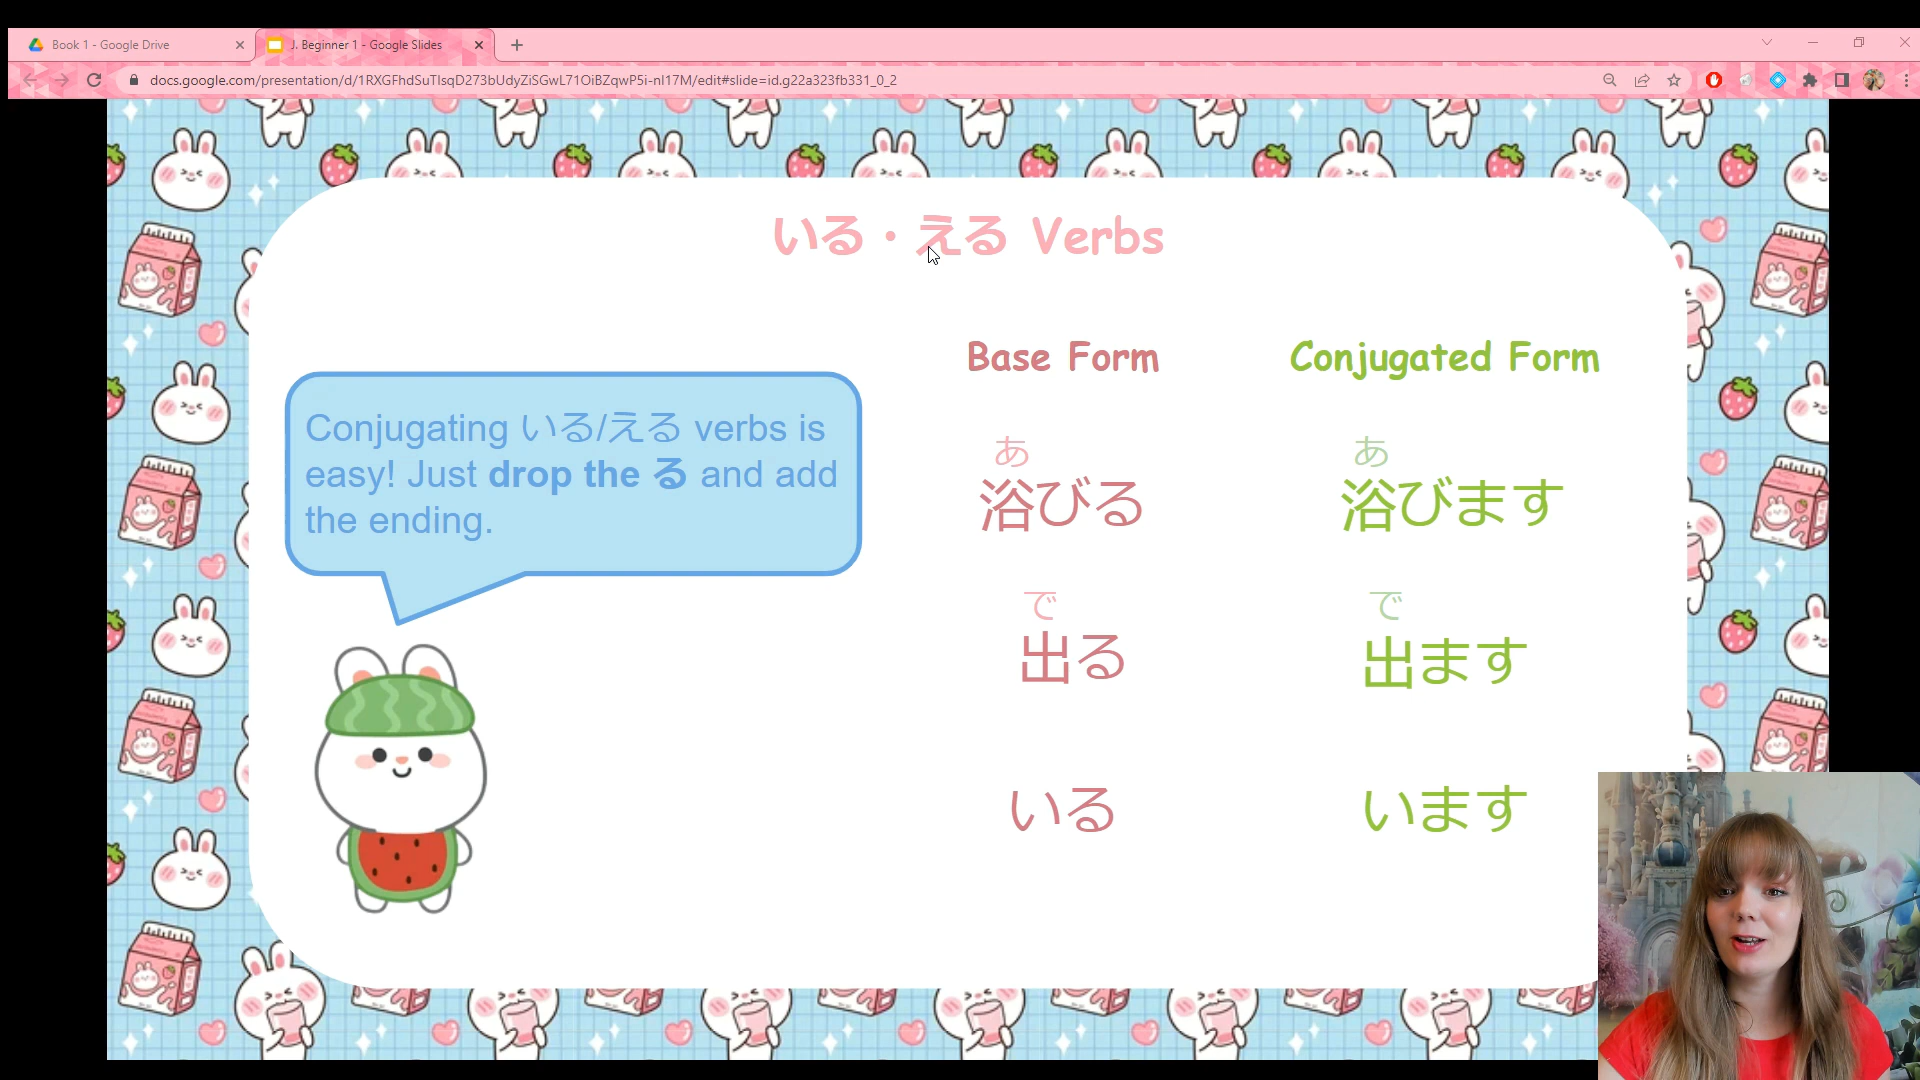 Book 1 - Google Drive
J. Beginner 1 - Google Slides
docs.google.com/presentation/d/1RXGFhdSuTlsqD273bUdyZiSGwL71OiBZqwP5i-nl17M/edit#slide=id.g22a323fb331_0_2
いる・える Verbs
Base Form
Conjugated Form
Conjugating いる/える verbs is
easy! Just drop the る and add
the ending.
あ
浴びる
あ
浴びます
で
出る
で
出ます
いる
います